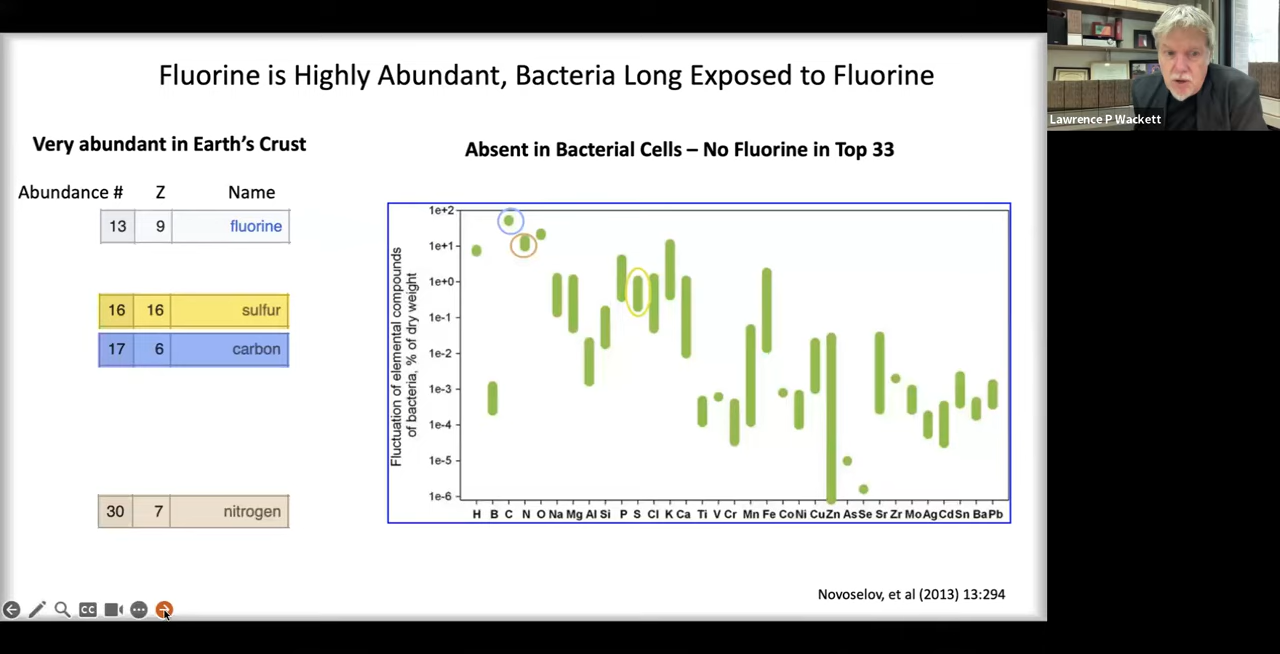 Fluorine is Highly Abundant, Bacteria Long Exposed to Fluorine
Lawrence P Wackett
Very abundant in Earth's Crust
Abundance # Z Name
13 9 fluorine
16 16 sulfur
17 6 carbon
30 7 nitrogen
Absent in Bacterial Cells – No Fluorine in Top 33
Fluctuation of elemental compounds
of bacteria, % of dry weight
1e+2
1e+1
1e+0
1e-1
1e-2
1e-3
1e-4
1e-5
1e-6
H B C N O Na Mg Al Si P S Cl K Ca Ti V Cr Mn Fe Co Ni Cu Zn As Se Sr Zr Mo Ag Cd Sn Ba Pb
Novoselov, et al (2013) 13:294
CC